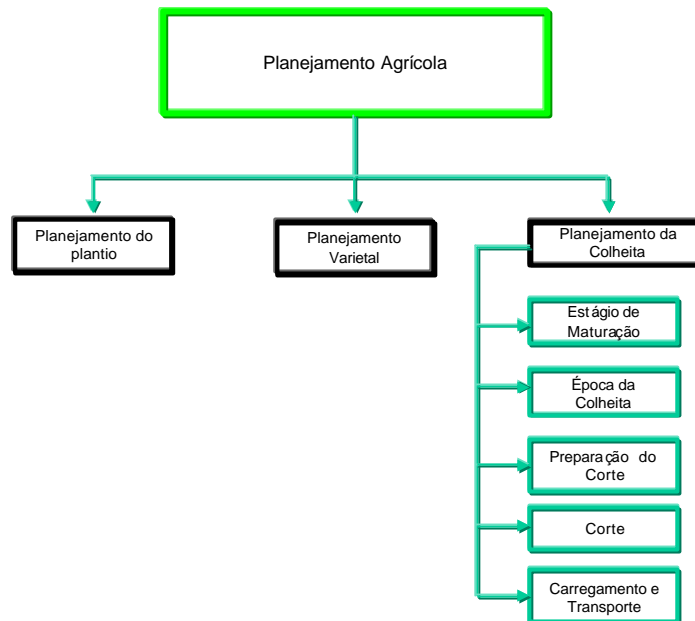 Planejamento Agrícola
Planejamento do
plantio
Planejamento
Varietal
Planejamento da
Colheita
Estágio de
Maturação
Época da
Colheita
Preparação do
Corte
Corte
Carregamento e
Transporte